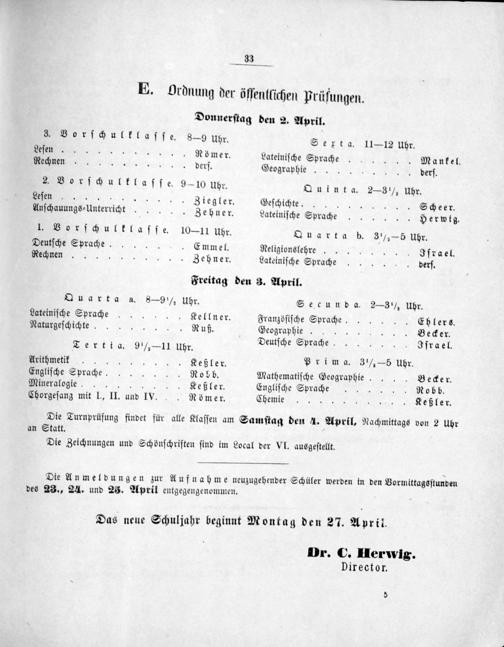 33
E. Ordnung der öffentlichen Prüfungen.
Donnerstag den 2. April.
3. Vorschulklasse. 8—9 Uhr.
Lesen . . . . . . . . . . Römer.
Rechnen . . . . . . . . . ders.
2. Vorschulklasse. 9—10 Uhr.
Lesen . . . . . . . . . . Ziegler.
Anschauungs-Unterricht . . . . . Zehner.
1. Vorschulklasse. 10—11 Uhr.
Deutsche Sprache . . . . . . . Emmel.
Rechnen . . . . . . . . . Zehner.
Sexta. 11—12 Uhr.
Lateinische Sprache . . . . . . Mankel.
Geographie . . . . . . . . . ders.
Quinta. 2—3½ Uhr.
Geschichte . . . . . . . . . Scheer.
Lateinische Sprache . . . . . . Herwig.
Quarta b. 3½—5 Uhr.
Religionslehre . . . . . . . . Israel.
Lateinische Sprache . . . . . . ders.
Freitag den 3. April.
Quarta a. 8—9½ Uhr.
Lateinische Sprache . . . . . . Kellner.
Naturgeschichte . . . . . . . Ruß.
Tertia. 9½—11 Uhr.
Arithmetik . . . . . . . . Keßler.
Englische Sprache . . . . . . Robb.
Mineralogie . . . . . . . . Keßler.
Chorgesang mit I, II. und IV. . . . Römer.
Secunda. 2—3½ Uhr.
Französische Sprache . . . . . . Ehlers.
Geographie . . . . . . . . . Becker.
Deutsche Sprache . . . . . . . Israel.
Prima. 3½—5 Uhr.
Mathematische Geographie . . . . . Becker.
Englische Sprache . . . . . . . Robb.
Chemie . . . . . . . . . . Keßler.
Die Turnprüfung findet für alle Klassen am Samstag den 4. April, Nachmittags von 2 Uhr
an Statt.
Die Zeichnungen und Schönschriften sind im Local der VI. ausgestellt.
Die Anmeldungen zur Aufnahme neuzugehender Schüler werden in den Vormittagsstunden
des 23., 24. und 25. April entgegengenommen.
Das neue Schuljahr beginnt Montag den 27. April.
Dr. C. Herwig.
Director.
5